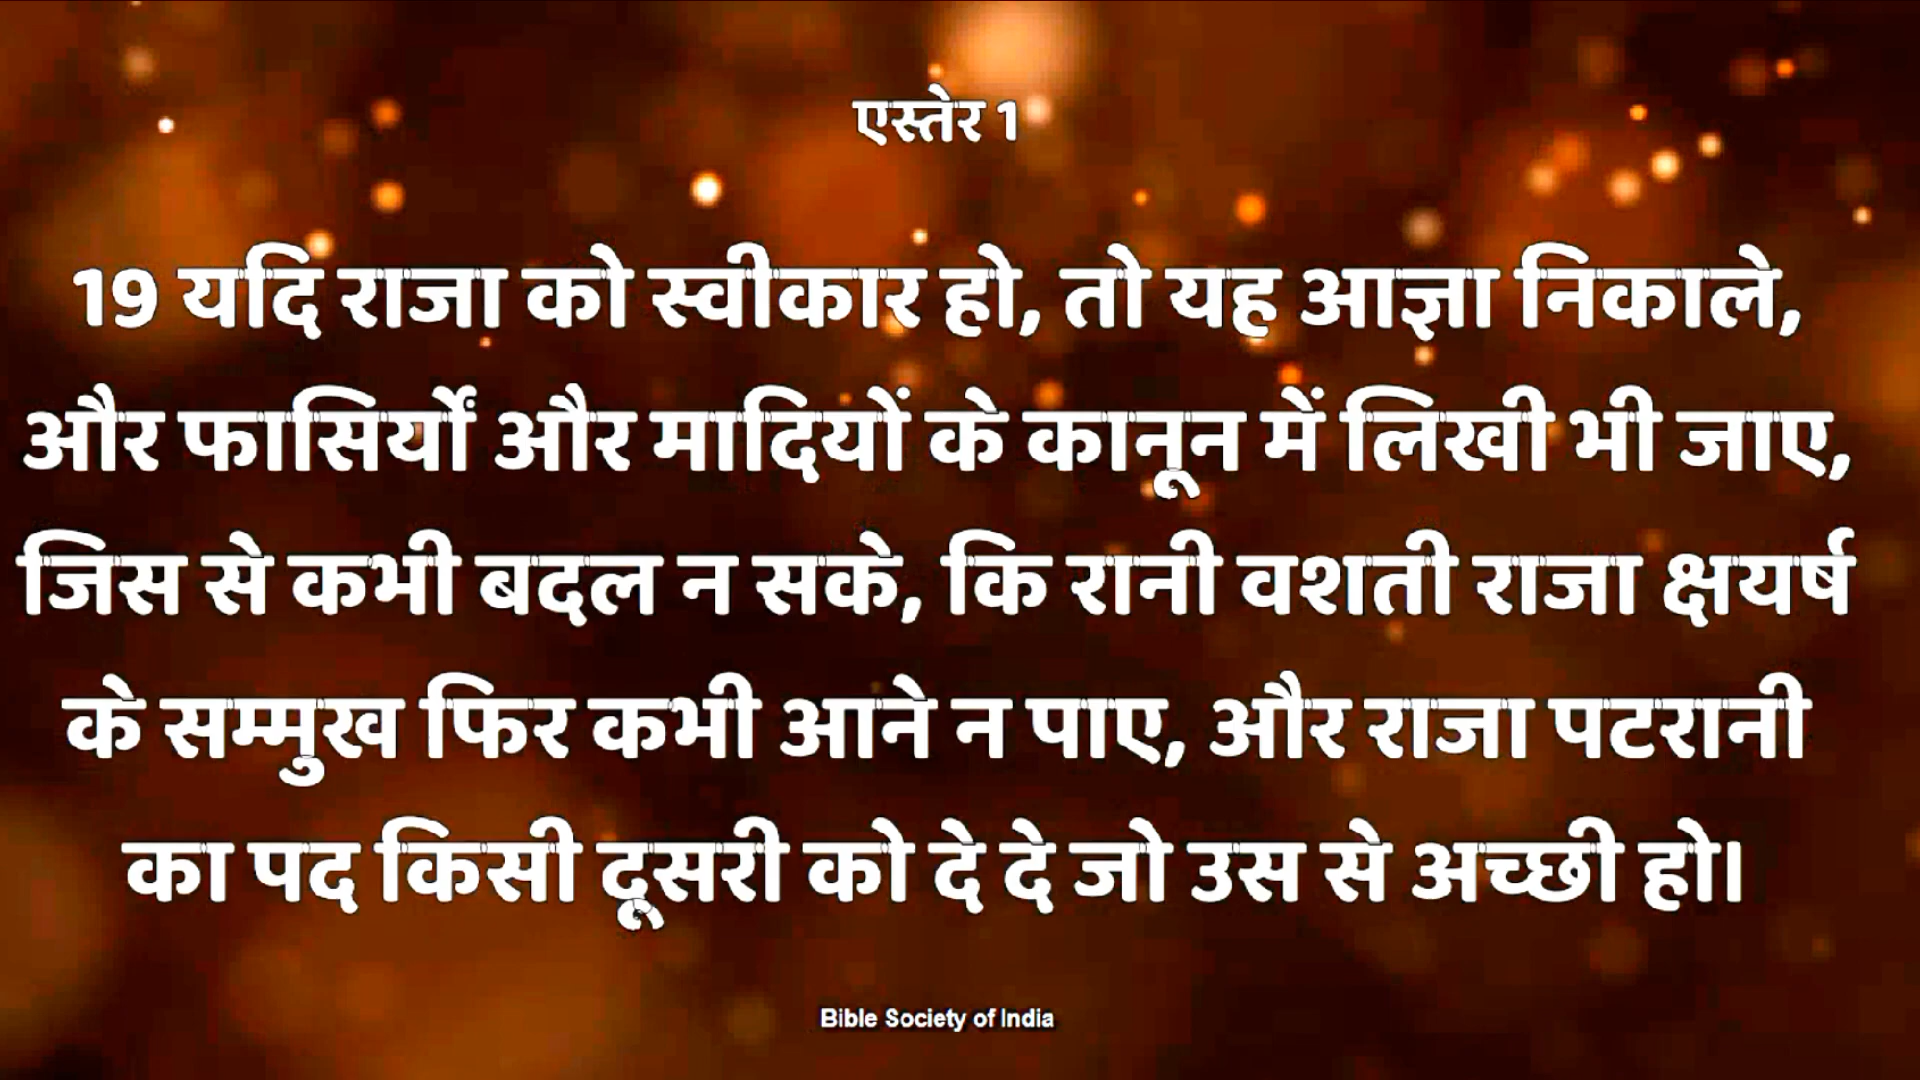 एस्तेर 1
19 यदि राजा को स्वीकार हो, तो यह आज्ञा निकाले,
और फासिर्यों और मादियों के कानून में लिखी भी जाए,
जिस से कभी बदल न सके, कि रानी वशती राजा क्षयर्ष
के सम्मुख फिर कभी आने न पाए, और राजा पटरानी
का पद किसी दूसरी को दे दे जो उस से अच्छी हो।
Bible Society of India